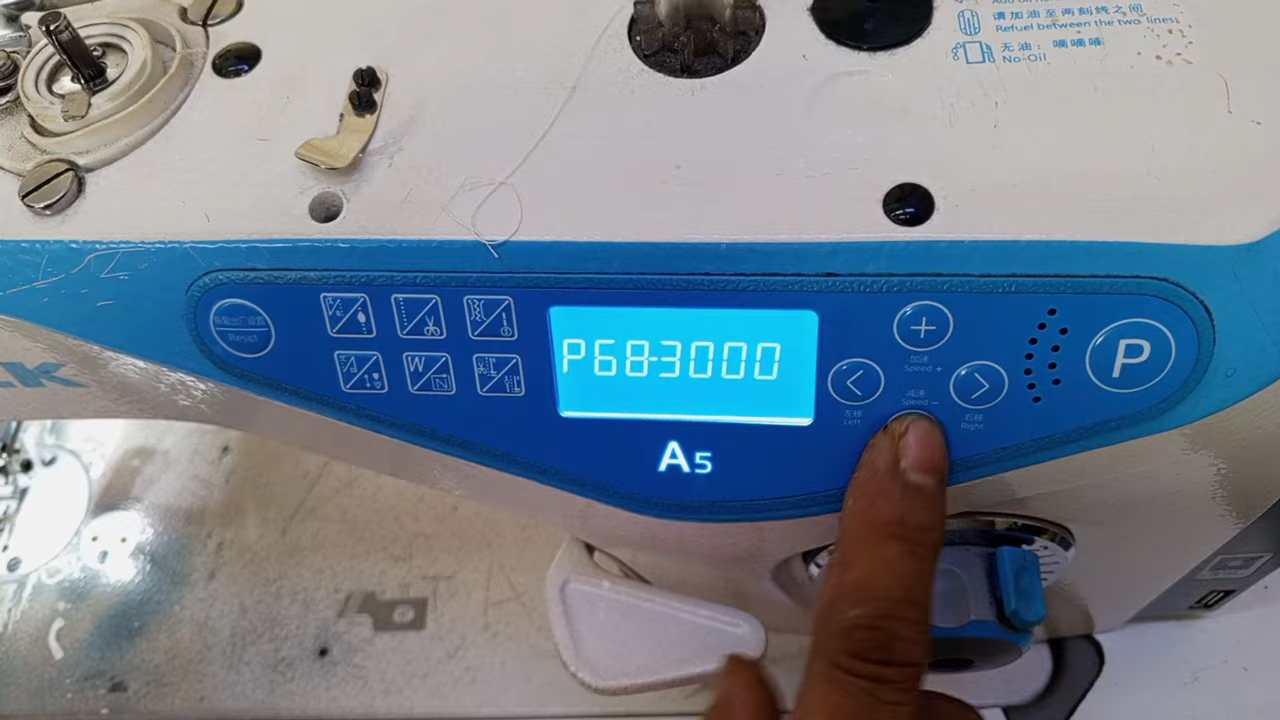 请加油至两刻线之间
Refuel between the two lines
无油：嘀嘀嘀
No-Oil
Reset
W
N
P68-3000
加速
Speed +
减速
Speed -
左移
Left
右移
Right
P
A5
CK